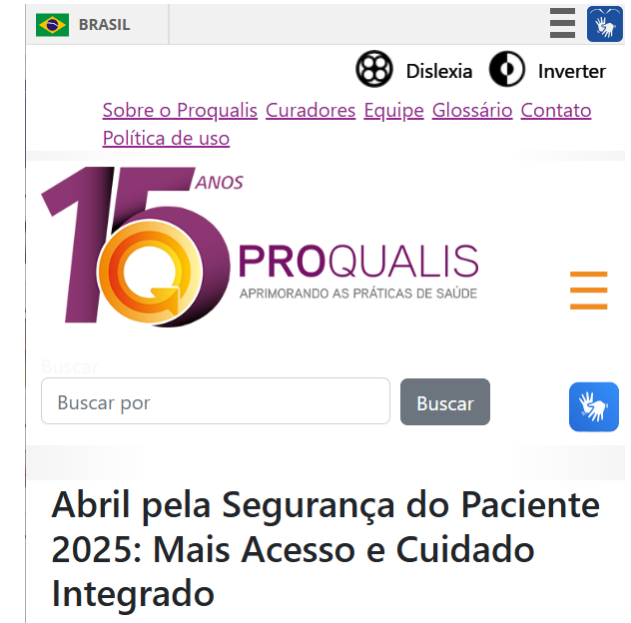 BRASIL
Dislexia Inverter
Sobre o Proqualis Curadores Equipe Glossário Contato
Política de uso
15 ANOS
PROQUALIS
APRIMORANDO AS PRÁTICAS DE SAÚDE
Buscar
Buscar por Buscar
Abril pela Segurança do Paciente
2025: Mais Acesso e Cuidado
Integrado